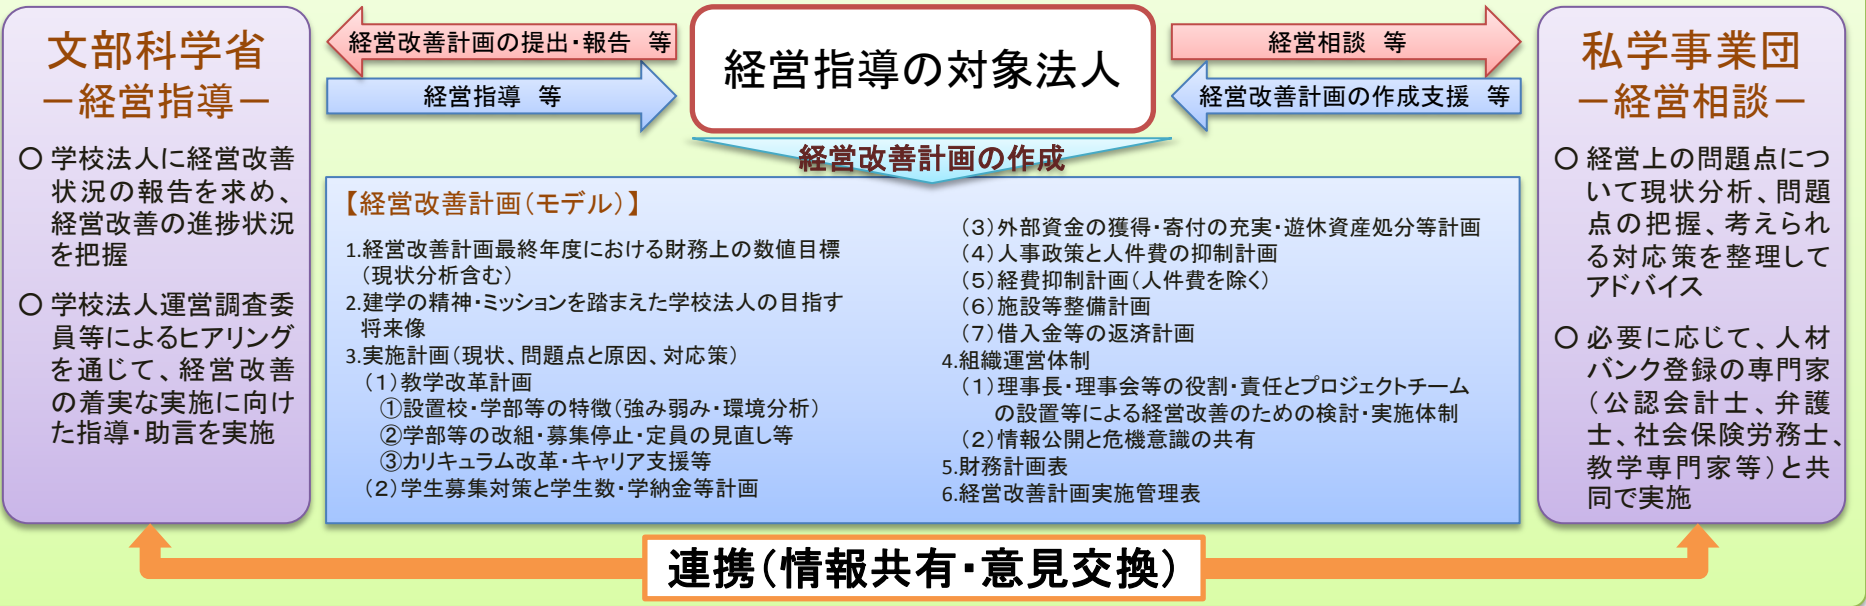 文部科学省
－経営指導－
○ 学校法人に経営改善
状況の報告を求め、
経営改善の進捗状況
を把握
○ 学校法人運営調査委
員等によるヒアリング
を通じて、経営改善
の着実な実施に向け
た指導・助言を実施
経営改善計画の提出・報告　等
経営指導　等
経営指導の対象法人
経営相談　等
経営改善計画の作成支援　等
経営改善計画の作成
【経営改善計画（モデル）】
1.経営改善計画最終年度における財務上の数値目標
（現状分析含む）
2.建学の精神・ミッションを踏まえた学校法人の目指す
将来像
3.実施計画（現状、問題点と原因、対応策）
（１）教学改革計画
①設置校・学部等の特徴（強み弱み・環境分析）
②学部等の改組・募集停止・定員の見直し等
③カリキュラム改革・キャリア支援等
（２）学生募集対策と学生数・学納金等計画
（３）外部資金の獲得・寄付の充実・遊休資産処分等計画
（４）人事政策と人件費の抑制計画
（５）経費抑制計画（人件費を除く）
（６）施設等整備計画
（７）借入金等の返済計画
4.組織運営体制
（１）理事長・理事会等の役割・責任とプロジェクトチーム
の設置等による経営改善のための検討・実施体制
（２）情報公開と危機意識の共有
5.財務計画表
6.経営改善計画実施管理表
私学事業団
－経営相談－
○ 経営上の問題点につ
いて現状分析、問題
点の把握、考えられ
る対応策を整理して
アドバイス
○ 必要に応じて、人材
バンク登録の専門家
（公認会計士、弁護
士、社会保険労務士、
教学専門家等）と共
同で実施
連携（情報共有・意見交換）